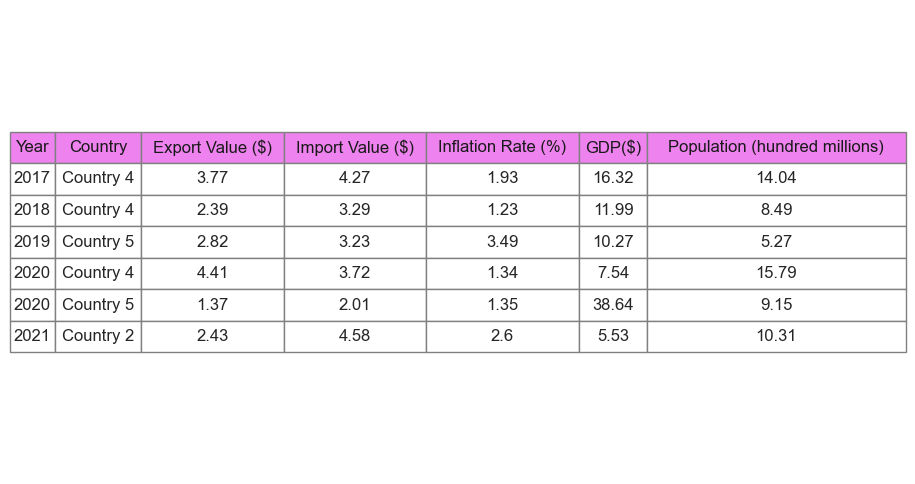 Year Country Export Value ($) Import Value ($) Inflation Rate (%) GDP($) Population (hundred millions)
2017 Country 4 3.77 4.27 1.93 16.32 14.04
2018 Country 4 2.39 3.29 1.23 11.99 8.49
2019 Country 5 2.82 3.23 3.49 10.27 5.27
2020 Country 4 4.41 3.72 1.34 7.54 15.79
2020 Country 5 1.37 2.01 1.35 38.64 9.15
2021 Country 2 2.43 4.58 2.6 5.53 10.31